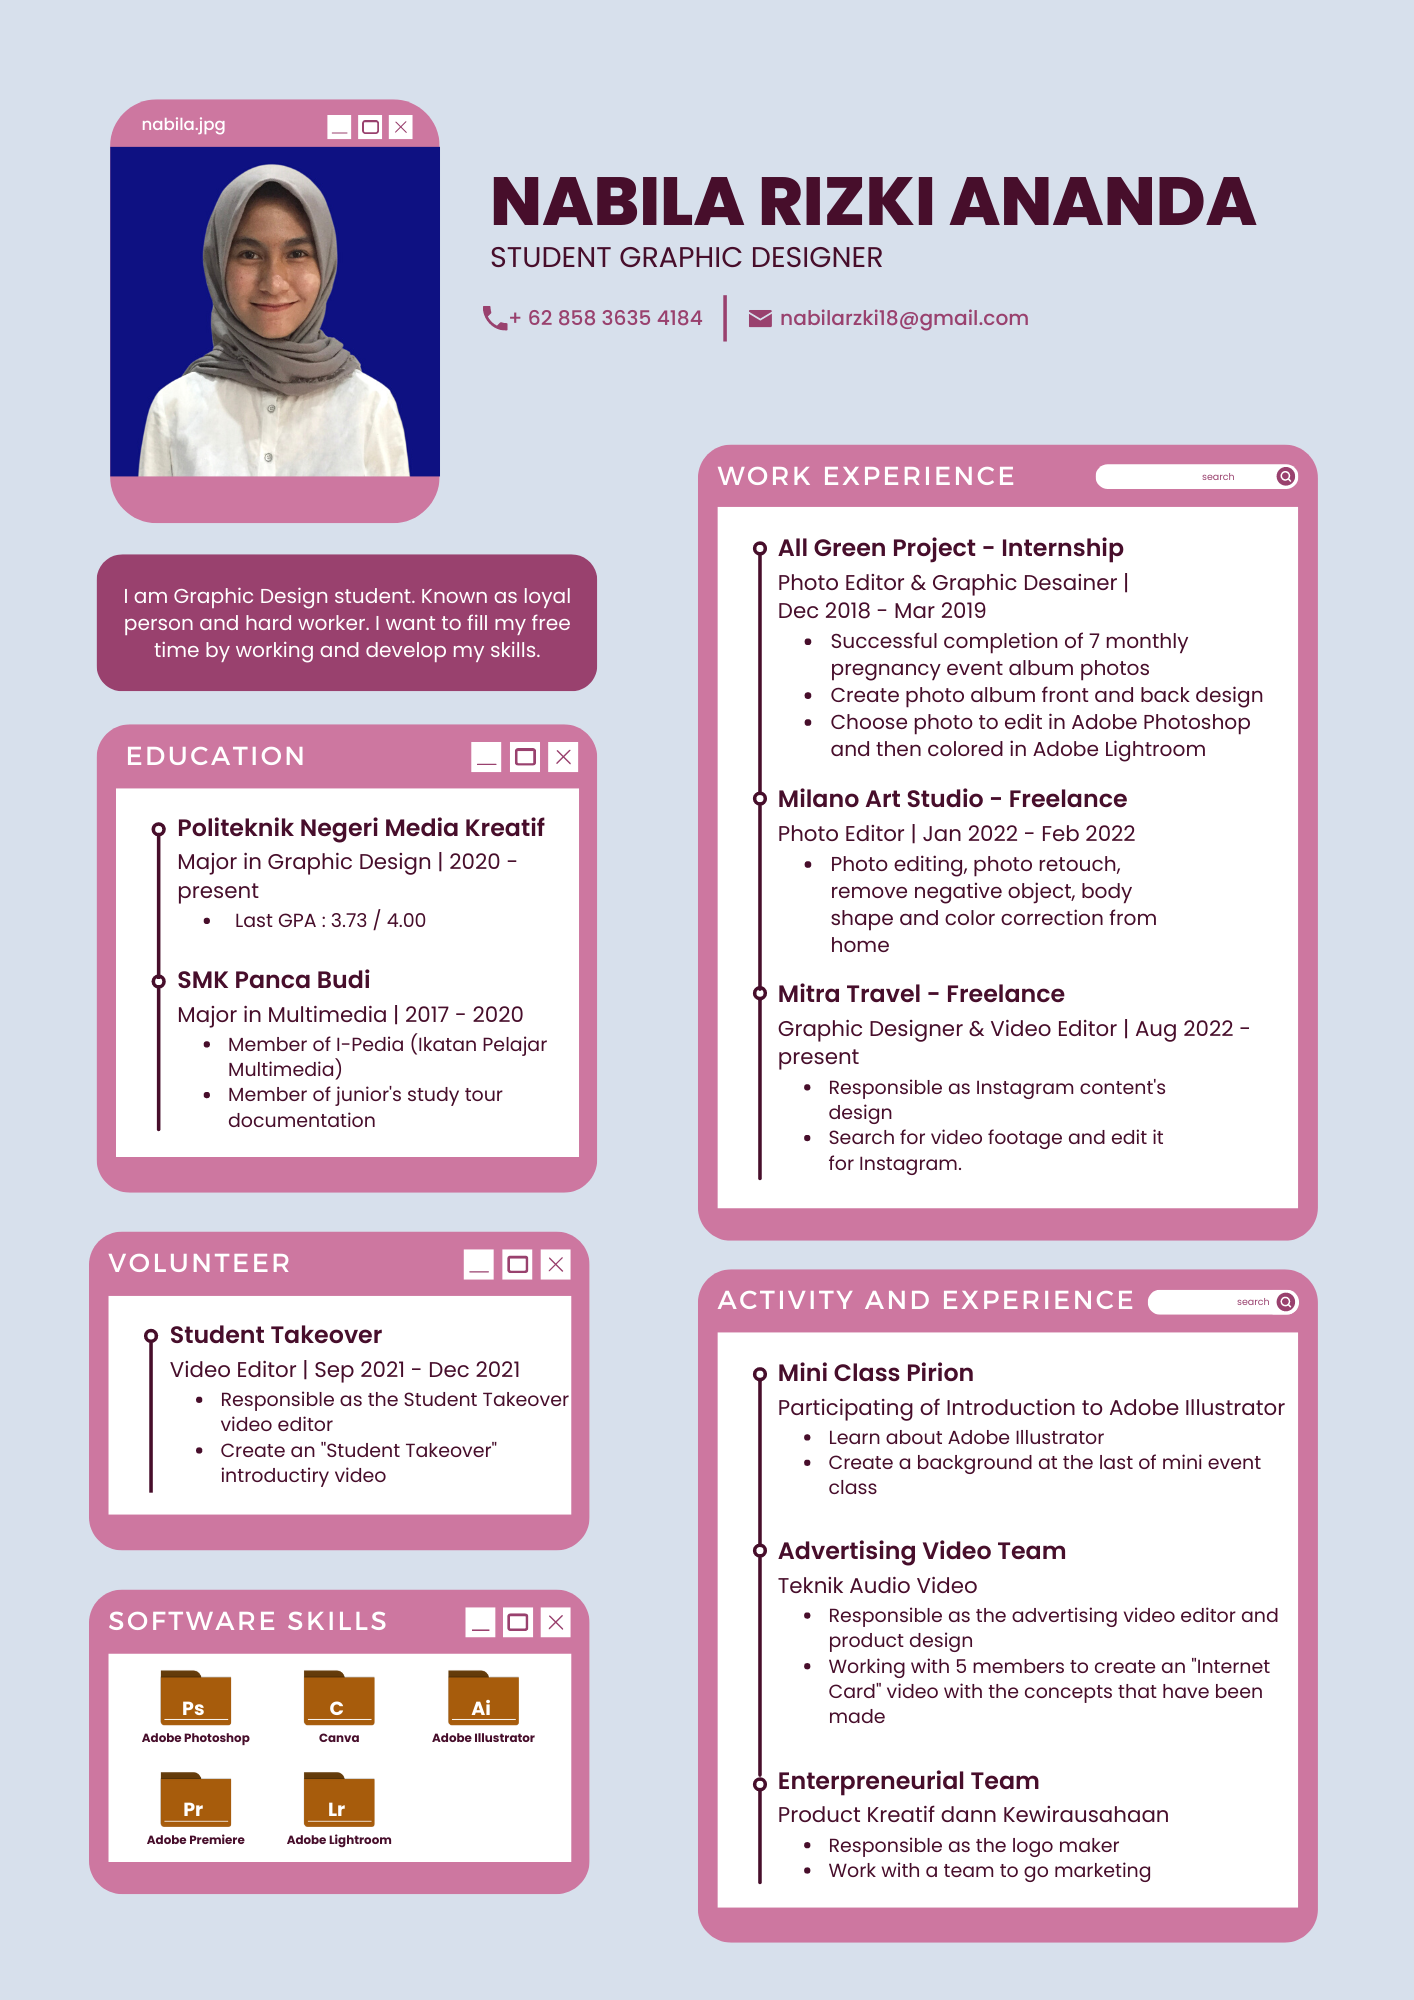 nabila.jpg
NABILA RIZKI ANANDA
STUDENT GRAPHIC DESIGNER
+ 62 858 3635 4184
nabilarzki18@gmail.com
I am Graphic Design student. Known as loyal
person and hard worker. I want to fill my free
time by working and develop my skills.
EDUCATION
Politeknik Negeri Media Kreatif
Major in Graphic Design | 2020 -
present
• Last GPA : 3.73 / 4.00
SMK Panca Budi
Major in Multimedia | 2017 - 2020
• Member of I-Pedia (Ikatan Pelajar
Multimedia)
• Member of junior's study tour
documentation
VOLUNTEER
Student Takeover
Video Editor | Sep 2021 - Dec 2021
• Responsible as the Student Takeover
video editor
• Create an "Student Takeover"
introductiry video
SOFTWARE SKILLS
Ps
Adobe Photoshop
C
Canva
Ai
Adobe Illustrator
Pr
Adobe Premiere
Lr
Adobe Lightroom
WORK EXPERIENCE
search
All Green Project - Internship
Photo Editor & Graphic Desainer |
Dec 2018 - Mar 2019
• Successful completion of 7 monthly
pregnancy event album photos
• Create photo album front and back design
• Choose photo to edit in Adobe Photoshop
and then colored in Adobe Lightroom
Milano Art Studio - Freelance
Photo Editor | Jan 2022 - Feb 2022
• Photo editing, photo retouch,
remove negative object, body
shape and color correction from
home
Mitra Travel - Freelance
Graphic Designer & Video Editor | Aug 2022 -
present
• Responsible as Instagram content's
design
• Search for video footage and edit it
for Instagram.
ACTIVITY AND EXPERIENCE
search
Mini Class Pirion
Participating of Introduction to Adobe Illustrator
• Learn about Adobe Illustrator
• Create a background at the last of mini event
class
Advertising Video Team
Teknik Audio Video
• Responsible as the advertising video editor and
product design
• Working with 5 members to create an "Internet
Card" video with the concepts that have been
made
Enterpreneurial Team
Product Kreatif dann Kewirausahaan
• Responsible as the logo maker
• Work with a team to go marketing